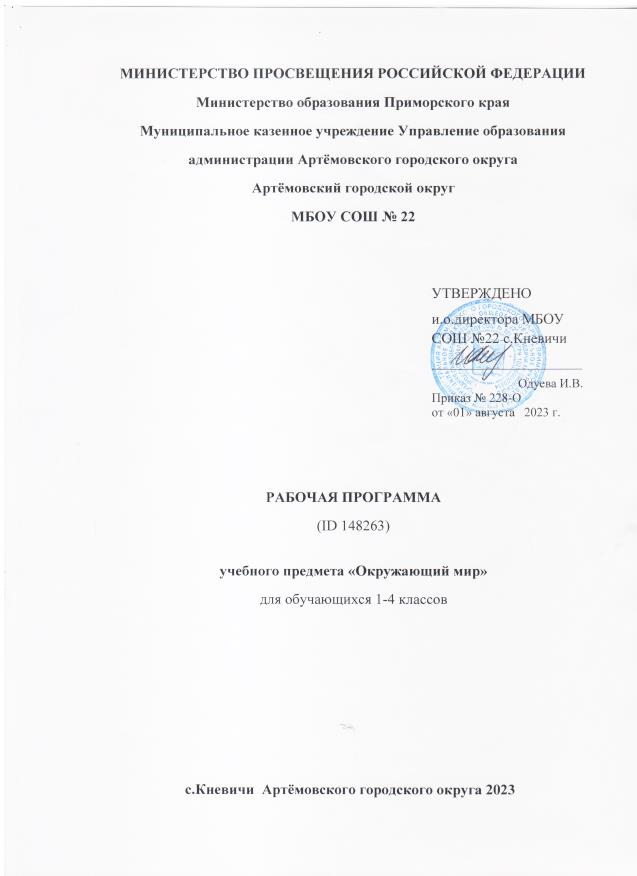 МИНИСТЕРСТВО ПРОСВЕЩЕНИЯ РОССИЙСКОЙ ФЕДЕРАЦИИ
Министерство образования Приморского края
Муниципальное казенное учреждение Управление образования
администрации Артёмовского городского округа
Артёмовский городской округ
МБОУ СОШ № 22
УТВЕРЖДЕНО
и.о.директора МБОУ
СОШ №22 с.Кневичи
Одуева И.В.
Приказ № 228-О
от «01» августа 2023 г.
РАБОЧАЯ ПРОГРАММА
(ID 148263)
учебного предмета «Окружающий мир»
для обучающихся 1-4 классов
с.Кневичи Артёмовского городского округа 2023